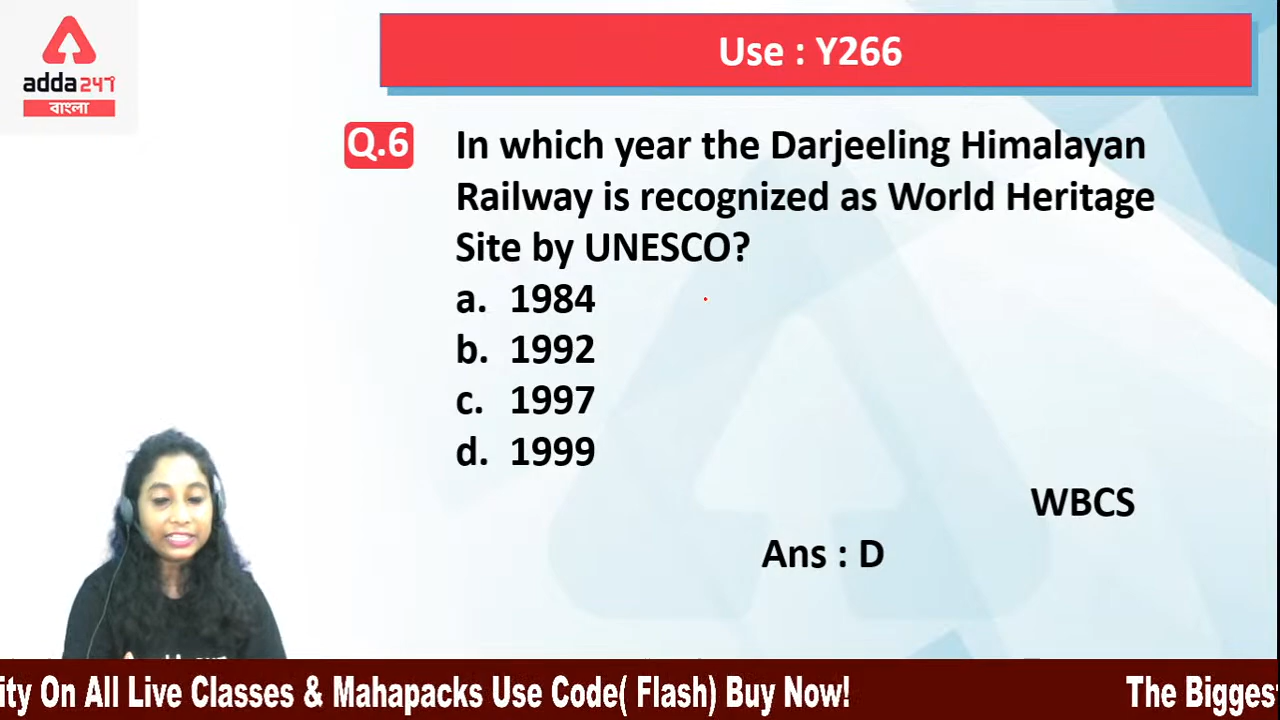 adda247
বাংলা
Use : Y266
Q.6 In which year the Darjeeling Himalayan
Railway is recognized as World Heritage
Site by UNESCO?
a. 1984
b. 1992
c. 1997
d. 1999
WBCS
Ans : D
ity On All Live Classes & Mahapacks Use Code( Flash) Buy Now! The Bigges